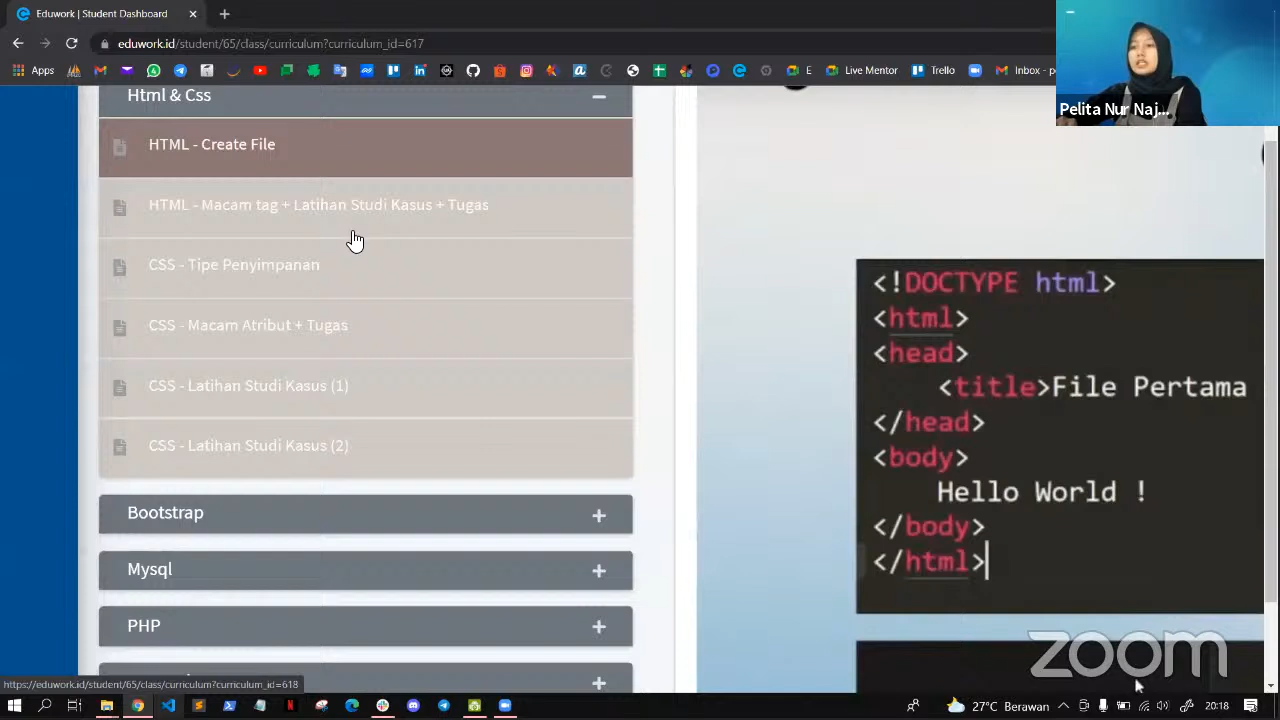 Eduwork | Student Dashboard
eduwork.id/student/65/class/curriculum?curriculum_id=617
Apps
E
Live Mentor
Trello
Inbox - p
Pelita Nur Naj...
Html & Css
HTML - Create File
HTML - Macam tag + Latihan Studi Kasus + Tugas
CSS - Tipe Penyimpanan
CSS - Macam Atribut + Tugas
CSS - Latihan Studi Kasus (1)
CSS - Latihan Studi Kasus (2)
Bootstrap
Mysql
PHP
<!DOCTYPE html>
<html>
<head>
<title>File Pertama
</head>
<body>
Hello World !
</body>
</html>
zoom
https://eduwork.id/student/65/class/curriculum?curriculum_id=618
27°C Berawan
20:18